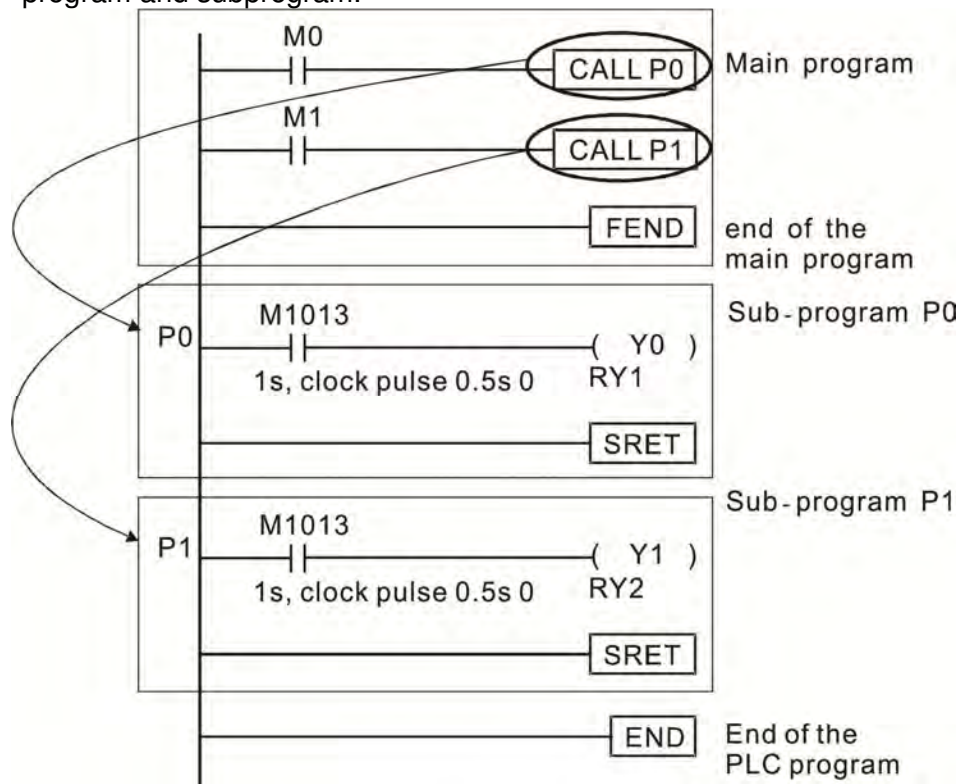 program and subprogram.
M0
CALL P0
Main program
M1
CALL P1
FEND
end of the
main program
Sub-program P0
M1013
P0
( Y0 )
1s, clock pulse 0.5s 0
RY1
SRET
Sub-program P1
M1013
P1
( Y1 )
1s, clock pulse 0.5s 0
RY2
SRET
END
End of the
PLC program